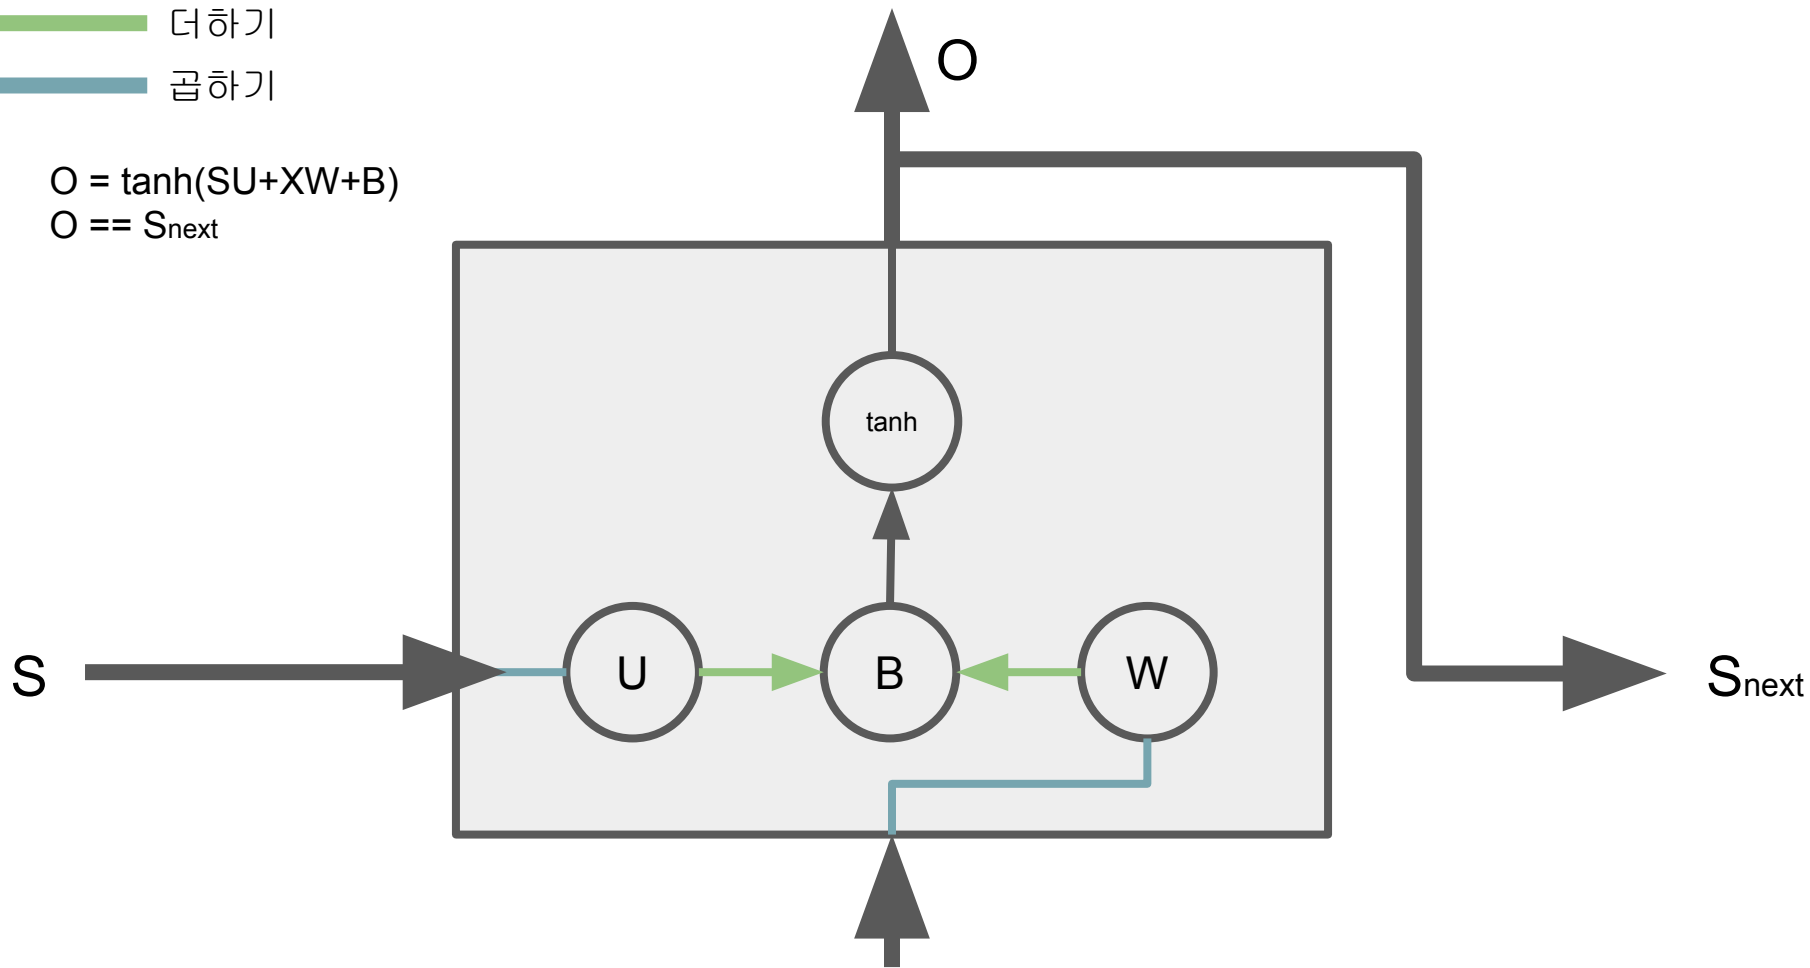 더하기
곱하기
O
O = tanh(SU+XW+B)
O == Snext
tanh
S
U
B
W
Snext